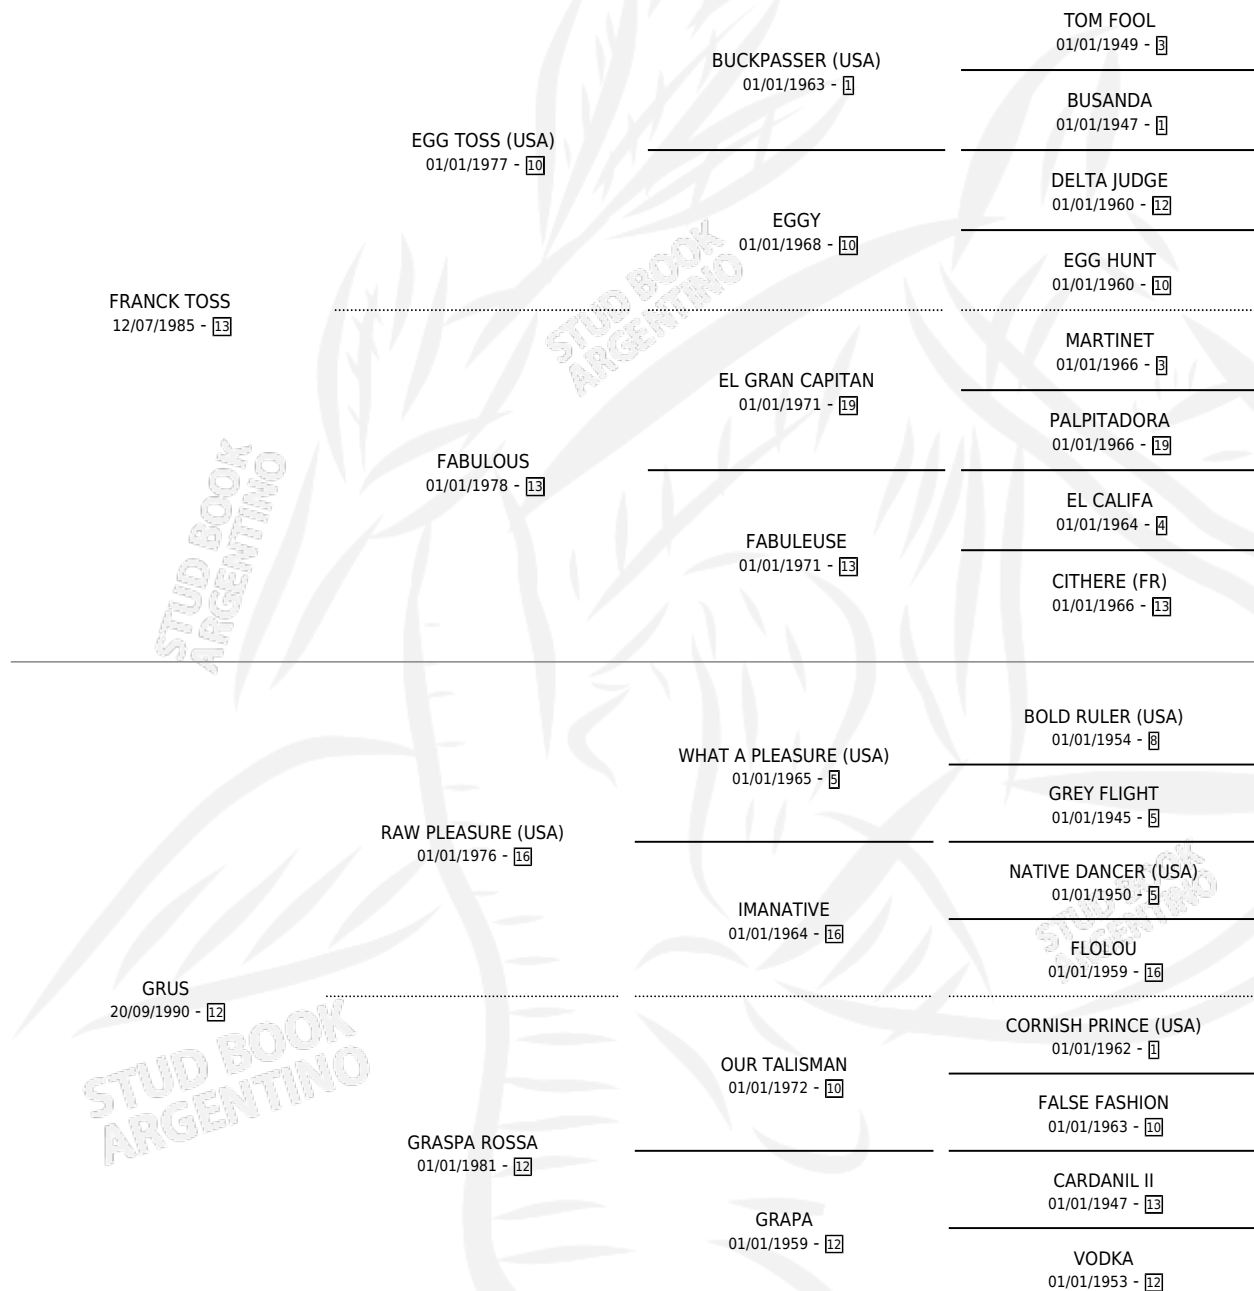 TOM FOOL
01/01/1949 - 3
BUCKPASSER (USA)
01/01/1963 - 1
BUSANDA
01/01/1947 - 1
EGG TOSS (USA)
01/01/1977 - 10
DELTA JUDGE
01/01/1960 - 12
EGGY
01/01/1968 - 10
EGG HUNT
01/01/1960 - 10
STUD BOOK
ARGENTINO
FRANCK TOSS
12/07/1985 - 13
MARTINET
01/01/1966 - 3
EL GRAN CAPITAN
01/01/1971 - 19
PALPITADORA
01/01/1966 - 19
FABULOUS
01/01/1978 - 13
EL CALIFA
01/01/1964 - 4
FABULEUSE
01/01/1971 - 13
CITHERE (FR)
01/01/1966 - 13
STUD BOOK
ARGENTINO
BOLD RULER (USA)
01/01/1954 - 8
WHAT A PLEASURE (USA)
01/01/1965 - 5
GREY FLIGHT
01/01/1945 - 5
RAW PLEASURE (USA)
01/01/1976 - 16
NATIVE DANCER (USA)
01/01/1950 - 5
STUD BOOK
ARGENTINO
IMANATIVE
01/01/1964 - 16
FLOLOU
01/01/1959 - 16
GRUS
20/09/1990 - 12
STUD BOOK
ARGENTINO
CORNISH PRINCE (USA)
01/01/1962 - 1
OUR TALISMAN
01/01/1972 - 10
FALSE FASHION
01/01/1963 - 10
GRASPA ROSSA
01/01/1981 - 12
CARDANIL II
01/01/1947 - 13
GRAPA
01/01/1959 - 12
VODKA
01/01/1953 - 12